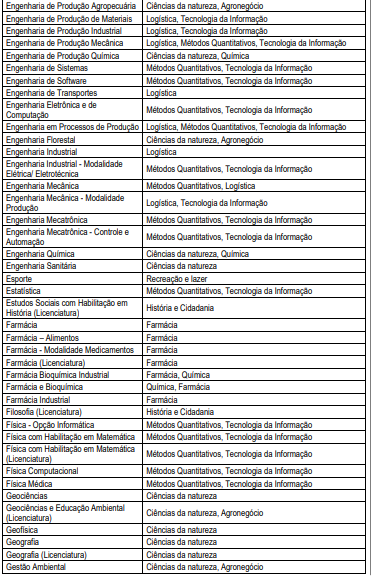 Engenharia de Produção Agropecuária Ciências da natureza, Agronegócio
Engenharia de Produção de Materiais Logística, Tecnologia da Informação
Engenharia de Produção Industrial Logística, Tecnologia da Informação
Engenharia de Produção Mecânica Logística, Métodos Quantitativos, Tecnologia da Informação
Engenharia de Produção Química Ciências da natureza, Química
Engenharia de Sistemas Métodos Quantitativos, Tecnologia da Informação
Engenharia de Software Métodos Quantitativos, Tecnologia da Informação
Engenharia de Transportes Logística
Engenharia Eletrônica e de
Computação Métodos Quantitativos, Tecnologia da Informação
Engenharia em Processos de Produção Logística, Métodos Quantitativos, Tecnologia da Informação
Engenharia Florestal Ciências da natureza, Agronegócio
Engenharia Industrial Logística
Engenharia Industrial - Modalidade
Elétrica/ Eletrotécnica Métodos Quantitativos, Tecnologia da Informação
Engenharia Mecânica Métodos Quantitativos, Logística
Engenharia Mecânica - Modalidade
Produção Logística, Tecnologia da Informação
Engenharia Mecatrônica Métodos Quantitativos, Tecnologia da Informação
Engenharia Mecatrônica - Controle e
Automação Métodos Quantitativos, Tecnologia da Informação
Engenharia Química Ciências da natureza, Química
Engenharia Sanitária Ciências da natureza
Esporte Recreação e lazer
Estatística Métodos Quantitativos, Tecnologia da Informação
Estudos Sociais com Habilitação em
História (Licenciatura) História e Cidadania
Farmácia Farmácia
Farmácia – Alimentos Farmácia
Farmácia - Modalidade Medicamentos Farmácia
Farmácia (Licenciatura) Farmácia
Farmácia Bioquímica Industrial Farmácia, Química
Farmácia e Bioquímica Química, Farmácia
Farmácia Industrial Farmácia
Filosofia (Licenciatura) História e Cidadania
Física - Opção Informática Métodos Quantitativos, Tecnologia da Informação
Física com Habilitação em Matemática Métodos Quantitativos, Tecnologia da Informação
Física com Habilitação em Matemática
(Licenciatura) Métodos Quantitativos, Tecnologia da Informação
Física Computacional Métodos Quantitativos, Tecnologia da Informação
Física Médica Métodos Quantitativos, Tecnologia da Informação
Geociências Ciências da natureza
Geociências e Educação Ambiental
(Licenciatura) Ciências da natureza, Agronegócio
Geofísica Ciências da natureza
Geografia Ciências da natureza
Geografia (Licenciatura) Ciências da natureza
Gestão Ambiental Ciências da natureza, Agronegócio